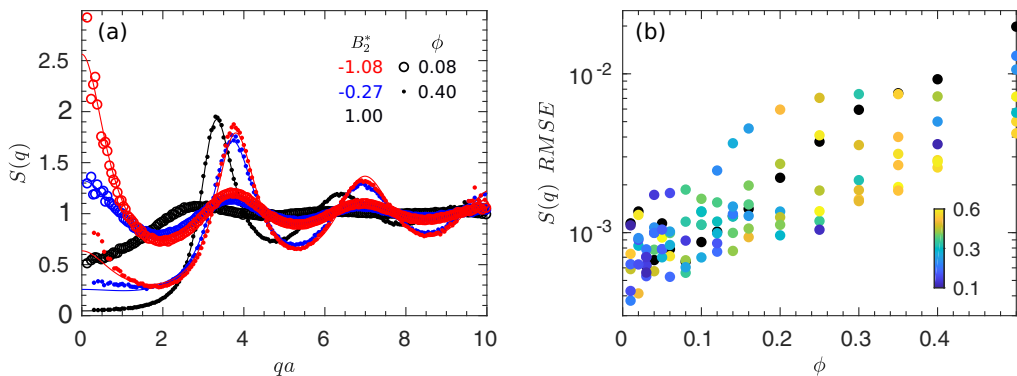 (a)
B₂* ϕ
-1.08 0.08
-0.27 0.40
1.00
S(q)
2.5
2
1.5
1
0.5
0
0 2 4 6 8 10
qa
(b)
S(q) RMSE
10⁻²
10⁻³
0.6
0.3
0.1
0 0.1 0.2 0.3 0.4
ϕ